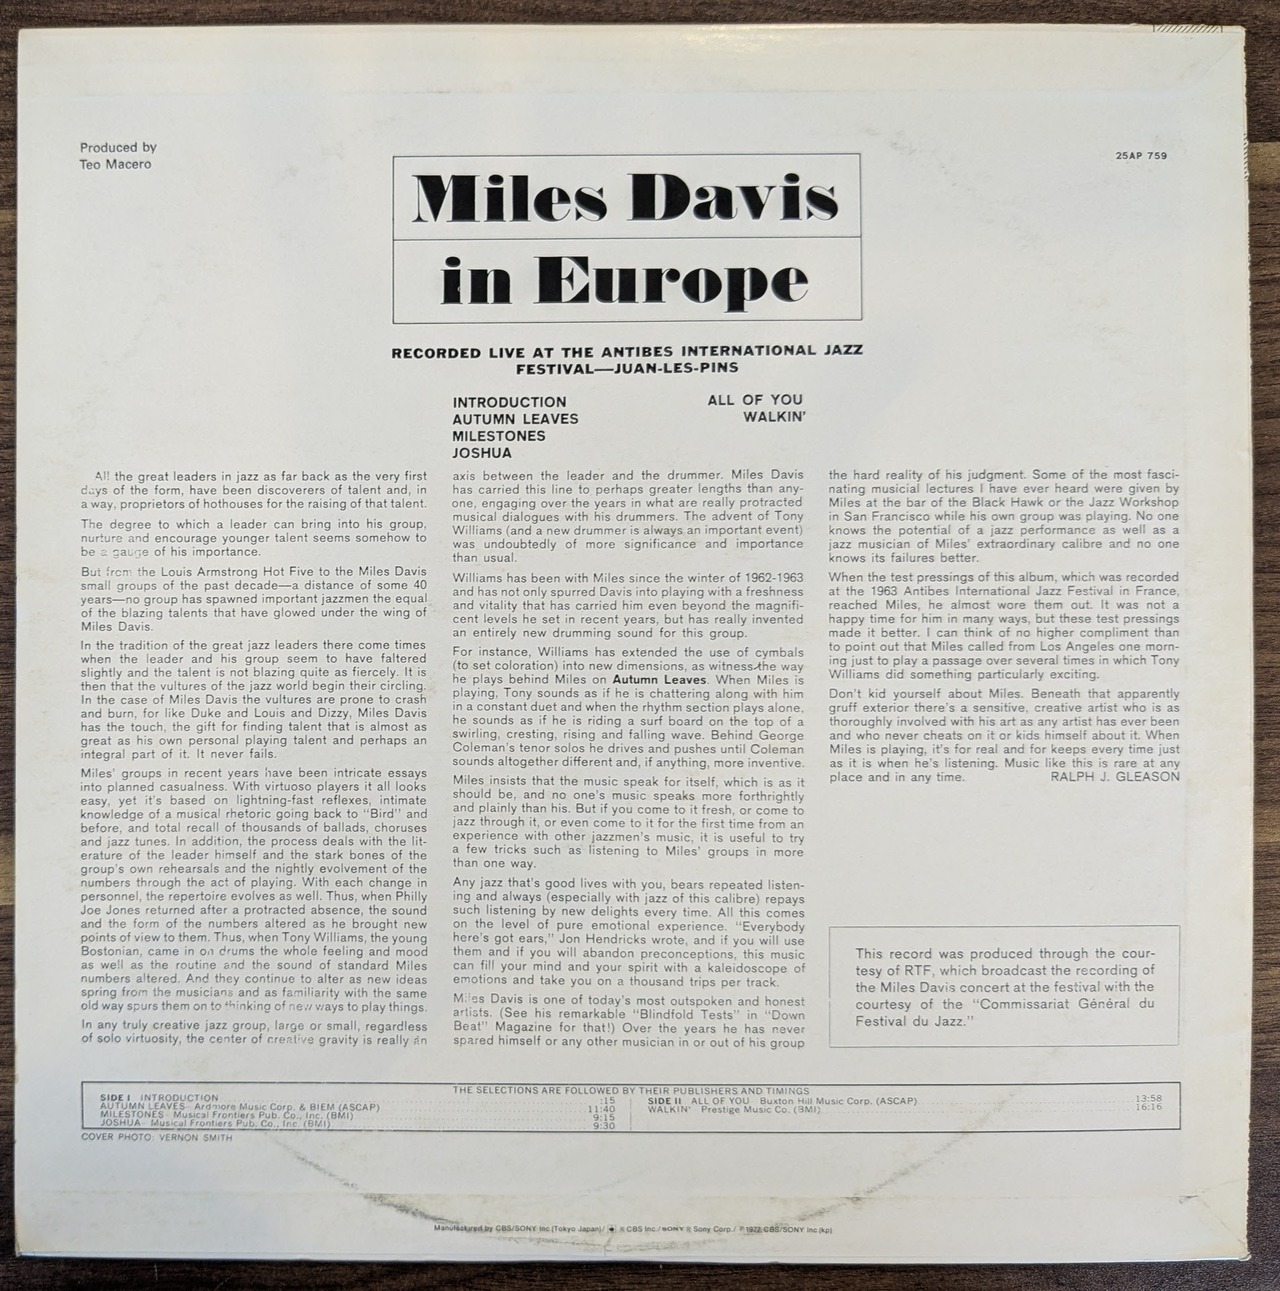 Produced by
Teo Macero
25AP 759
Miles Davis
in Europe
RECORDED LIVE AT THE ANTIBES INTERNATIONAL JAZZ
FESTIVAL—JUAN-LES-PINS
INTRODUCTION
AUTUMN LEAVES
MILESTONES
JOSHUA
ALL OF YOU
WALKIN'
All the great leaders in jazz as far back as the very first
days of the form, have been discoverers of talent and, in
a way, proprietors of hothouses for the raising of that talent.
The degree to which a leader can bring into his group,
nurture and encourage younger talent seems somehow to
be a gauge of his importance.
But from the Louis Armstrong Hot Five to the Miles Davis
small groups of the past decade—a distance of some 40
years—no group has spawned important jazzmen the equal
of the blazing talents that have glowed under the wing of
Miles Davis.
In the tradition of the great jazz leaders there come times
when the leader and his group seem to have faltered
slightly and the talent is not blazing quite as fiercely. It is
then that the vultures of the jazz world begin their circling.
In the case of Miles Davis the vultures are prone to crash
and burn, for like Duke and Louis and Dizzy, Miles Davis
has the touch, the gift for finding talent that is almost as
great as his own personal playing talent and perhaps an
integral part of it. It never fails.
Miles' groups in recent years have been intricate essays
into planned casualness. With virtuoso players it all looks
easy, yet it's based on lightning-fast reflexes, intimate
knowledge of a musical rhetoric going back to "Bird" and
before, and total recall of thousands of ballads, choruses
and jazz tunes. In addition, the process deals with the lit-
erature of the leader himself and the stark bones of the
group's own rehearsals and the nightly evolvement of the
numbers through the act of playing. With each change in
personnel, the repertoire evolves as well. Thus, when Philly
Joe Jones returned after a protracted absence, the sound
and the form of the numbers altered as he brought new
points of view to them. Thus, when Tony Williams, the young
Bostonian, came in on drums the whole feeling and mood
as well as the routine and the sound of standard Miles
numbers altered. And they continue to alter as new ideas
spring from the musicians and as familiarity with the same
old way spurs them on to thinking of new ways to play things.
In any truly creative jazz group, large or small, regardless
of solo virtuosity, the center of creative gravity is really an
axis between the leader and the drummer. Miles Davis
has carried this line to perhaps greater lengths than any-
one, engaging over the years in what are really protracted
musical dialogues with his drummers. The advent of Tony
Williams (and a new drummer is always an important event)
was undoubtedly of more significance and importance
than usual.
Williams has been with Miles since the winter of 1962-1963
and has not only spurred Davis into playing with a freshness
and vitality that has carried him even beyond the magnifi-
cent levels he set in recent years, but has really invented
an entirely new drumming sound for this group.
For instance, Williams has extended the use of cymbals
(to set coloration) into new dimensions, as witness the way
he plays behind Miles on Autumn Leaves. When Miles is
playing, Tony sounds as if he is chattering along with him
in a constant duet and when the rhythm section plays alone,
he sounds as if he is riding a surf board on the top of a
swirling, cresting, rising and falling wave. Behind George
Coleman's tenor solos he drives and pushes until Coleman
sounds altogether different and, if anything, more inventive.
Miles insists that the music speak for itself, which is as it
should be, and no one's music speaks more forthrightly
and plainly than his. But if you come to it fresh, or come to
jazz through it, or even come to it for the first time from an
experience with other jazzmen's music, it is useful to try
a few tricks such as listening to Miles' groups in more
than one way.
Any jazz that's good lives with you, bears repeated listen-
ing and always (especially with jazz of this calibre) repays
such listening by new delights every time. All this comes
on the level of pure emotional experience. "Everybody
here's got ears," Jon Hendricks wrote, and if you will use
them and if you will abandon preconceptions, this music
can fill your mind and your spirit with a kaleidoscope of
emotions and take you on a thousand trips per track.
Miles Davis is one of today's most outspoken and honest
artists. (See his remarkable "Blindfold Tests" in "Down
Beat" Magazine for that!) Over the years he has never
spared himself or any other musician in or out of his group
the hard reality of his judgment. Some of the most fasci-
nating musicial lectures I have ever heard were given by
Miles at the bar of the Black Hawk or the Jazz Workshop
in San Francisco while his own group was playing. No one
knows the potential of a jazz performance as well as a
jazz musician of Miles' extraordinary calibre and no one
knows its failures better.
When the test pressings of this album, which was recorded
at the 1963 Antibes International Jazz Festival in France,
reached Miles, he almost wore them out. It was not a
happy time for him in many ways, but these test pressings
made it better. I can think of no higher compliment than
to point out that Miles called from Los Angeles one morn-
ing just to play a passage over several times in which Tony
Williams did something particularly exciting.
Don't kid yourself about Miles. Beneath that apparently
gruff exterior there's a sensitive, creative artist who is as
thoroughly involved with his art as any artist has ever been
and who never cheats on it or kids himself about it. When
Miles is playing, it's for real and for keeps every time just
as it is when he's listening. Music like this is rare at any
place and in any time. RALPH J. GLEASON
This record was produced through the cour-
tesy of RTF, which broadcast the recording of
the Miles Davis concert at the festival with the
courtesy of the "Commissariat Général du
Festival du Jazz."
THE SELECTIONS ARE FOLLOWED BY THEIR PUBLISHERS AND TIMINGS
SIDE I INTRODUCTION :15
AUTUMN LEAVES Ardmore Music Corp. & BIEM (ASCAP) 11:40
MILESTONES Musical Frontiers Pub. Co., Inc. (BMI) 9:15
JOSHUA Musical Frontiers Pub. Co., Inc. (BMI) 9:30
SIDE II ALL OF YOU Buxton Hill Music Corp. (ASCAP) 13:58
WALKIN' Prestige Music Co. (BMI) 16:16
COVER PHOTO: VERNON SMITH
Manufactured by CBS/SONY Inc (Tokyo Japan)/ ® CBS Inc./ SONY ® Sony Corp./ ℗ 1972 CBS/SONY Inc (kp)